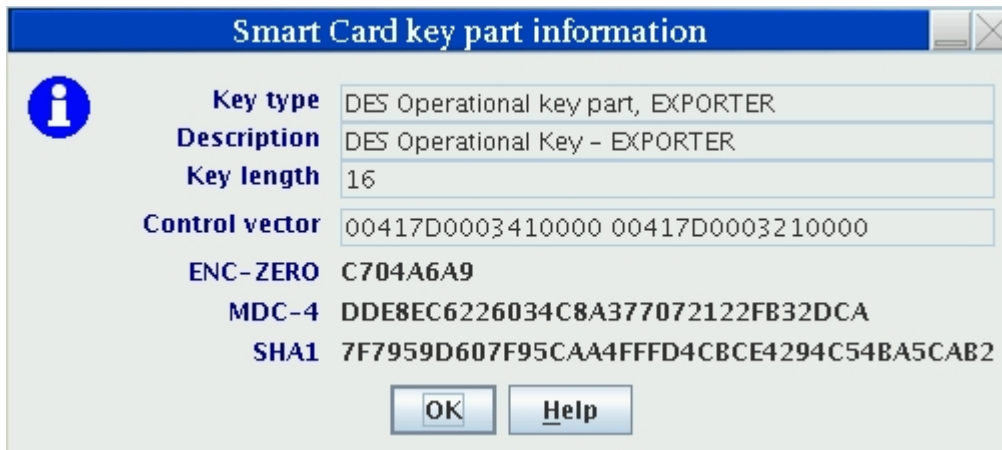 Smart Card key part information
Key type DES Operational key part, EXPORTER
Description DES Operational Key – EXPORTER
Key length 16
Control vector 00417D0003410000 00417D0003210000
ENC-ZERO C704A6A9
MDC-4 DDE8EC6226034C8A377072122FB32DCA
SHA1 7F7959D607F95CAA4FFFD4CBCE4294C54BA5CAB2
OK Help